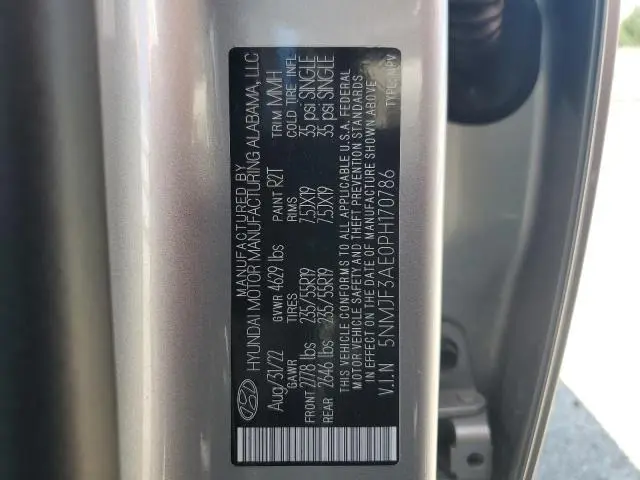 MANUFACTURED BY
HYUNDAI MOTOR MANUFACTURING ALABAMA, LLC
Aug/31/22 GVWR 4629 lbs PAINT R2T TRIM MMH
GAWR TIRES RIMS COLD TIRE INFL.
FRONT 2778 lbs 235/55R19 7.5JX19 35 psi SINGLE
REAR 2646 lbs 235/55R19 7.5JX19 35 psi SINGLE
THIS VEHICLE CONFORMS TO ALL APPLICABLE U.S.A. FEDERAL
MOTOR VEHICLE SAFETY AND THEFT PREVENTION STANDARDS
IN EFFECT ON THE DATE OF MANUFACTURE SHOWN ABOVE.
V.I.N 5NMJF3AE0PH170786 TYPE: MPV